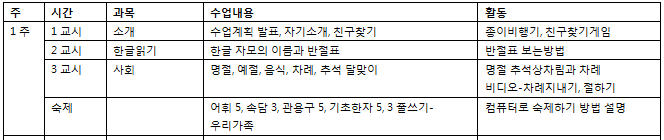 주 시간 과목 수업내용 활동
1 주 1 교시 소개 수업계획 발표, 자기소개, 친구찾기 종이비행기, 친구찾기게임
2 교시 한글읽기 한글 자모의 이름과 반절표 반절표 보는방법
3 교시 사회 명절, 예절, 음식, 차례, 추석 달맞이 명절 추석상차림과 차례
비디오-차례지내기, 절하기
숙제 어휘 5, 속담 3, 관용구 5, 기초한자 5, 3 줄쓰기- 컴퓨터로 숙제하기 방법 설명
우리가족